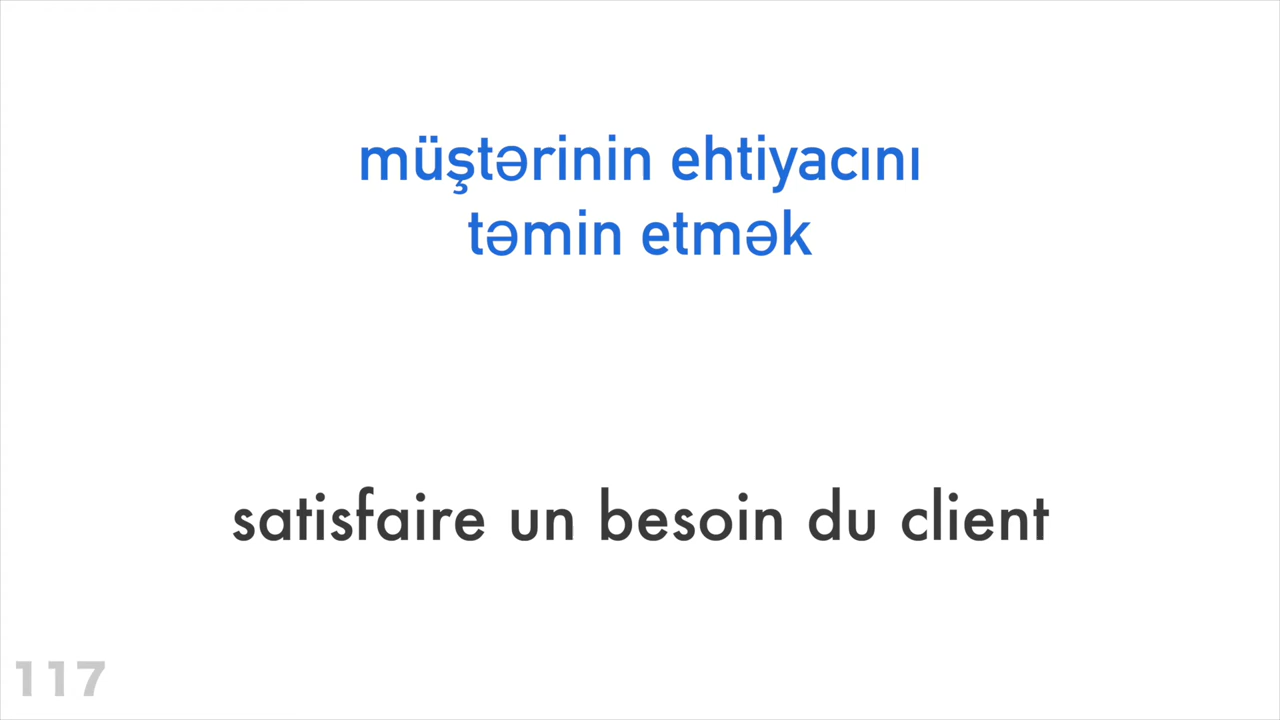 müştərinin ehtiyacını
təmin etmək
satisfaire un besoin du client
117